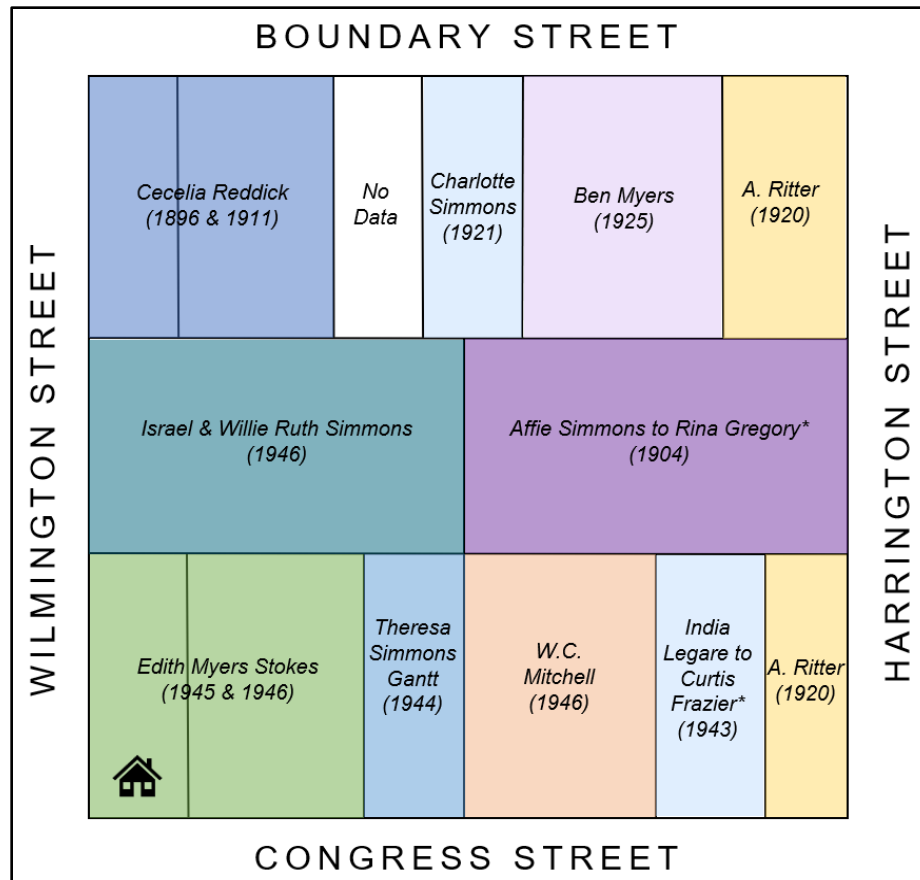 BOUNDARY STREET
WILMINGTON STREET
HARRINGTON STREET
Cecelia Reddick
(1896 & 1911)
No
Data
Charlotte
Simmons
(1921)
Ben Myers
(1925)
A. Ritter
(1920)
Israel & Willie Ruth Simmons
(1946)
Affie Simmons to Rina Gregory*
(1904)
Edith Myers Stokes
(1945 & 1946)
Theresa
Simmons
Gantt
(1944)
W.C.
Mitchell
(1946)
India
Legare to
Curtis
Frazier*
(1943)
A. Ritter
(1920)
CONGRESS STREET